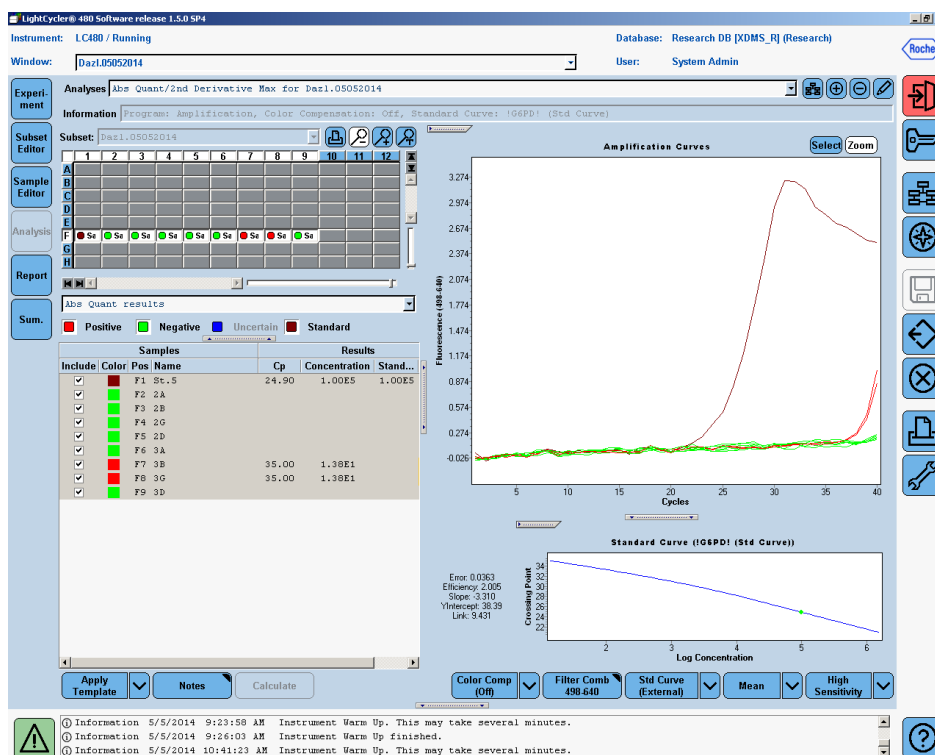 LightCycler® 480 Software release 1.5.0 SP4
Instrument: LC480 / Running
Database: Research DB [XDMS_R] (Research)
Window: Dazl.05052014
User: System Admin
Roche
Experi-
ment
Subset
Editor
Sample
Editor
Analysis
Report
Sum.
Analyses Abs Quant/2nd Derivative Max for Dazl.05052014
Information Program: Amplification, Color Compensation: Off, Standard Curve: !G6PD! (Std Curve)
Subset: Dazl.05052014
1 2 3 4 5 6 7 8 9 10 11 12
A
B
C
D
E
F Sa Sa Sa Sa Sa Sa Sa Sa Sa
G
H
Abs Quant results
Positive Negative Uncertain Standard
Samples Results
Include Color Pos Name Cp Concentration Stand...
F1 St.5 24.90 1.00E5 1.00E5
F2 2A
F3 2B
F4 2G
F5 2D
F6 3A
F7 3B 35.00 1.38E1
F8 3G 35.00 1.38E1
F9 3D
Apply
Template
Notes
Calculate
Amplification Curves
Select Zoom
Fluorescence (498-640)
3.274
2.974
2.674
2.374
2.074
1.774
1.474
1.174
0.874
0.574
0.274
-0.026
5 10 15 20 25 30 35 40
Cycles
Standard Curve (!G6PD! (Std Curve))
Error: 0.0363
Efficiency: 2.005
Slope: -3.310
YIntercept: 38.39
Link: 9.431
Crossing Point
34
32
30
28
26
24
22
2 3 4 5 6
Log Concentration
Color Comp
(Off)
Filter Comb
498-640
Std Curve
(External)
Mean
High
Sensitivity
Information 5/5/2014 9:23:58 AM Instrument Warm Up. This may take several minutes.
Information 5/5/2014 9:26:03 AM Instrument Warm Up finished.
Information 5/5/2014 10:41:23 AM Instrument Warm Up. This may take several minutes.